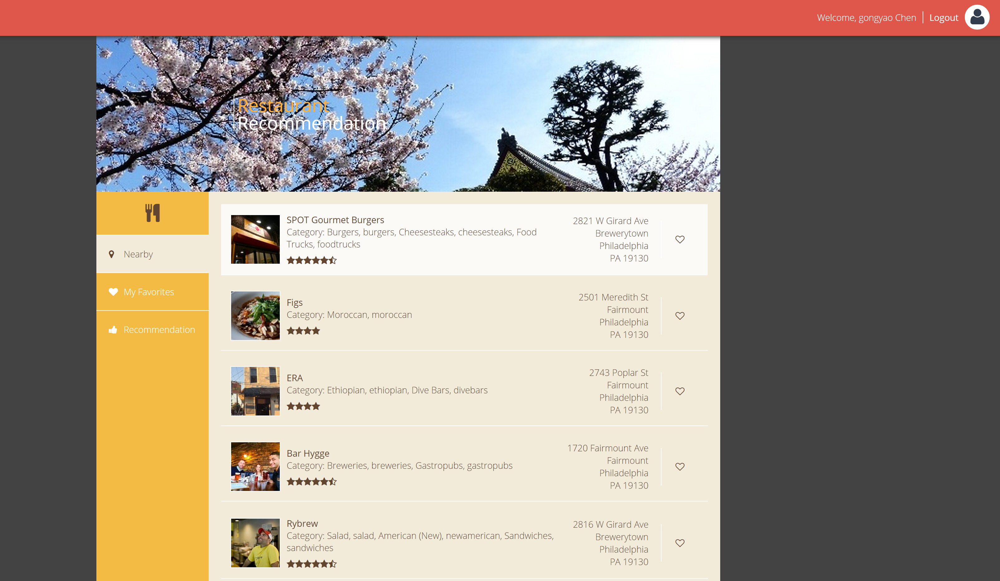 Welcome, gongyao Chen
Logout
Restaurant
Recommendation
Nearby
My Favorites
Recommendation
SPOT Gourmet Burgers
Category: Burgers, burgers, Cheesesteaks, cheesesteaks, Food
Trucks, foodtrucks
2821 W Girard Ave
Brewerytown
Philadelphia
PA 19130
Figs
Category: Moroccan, moroccan
2501 Meredith St
Fairmount
Philadelphia
PA 19130
ERA
Category: Ethiopian, ethiopian, Dive Bars, divebars
2743 Poplar St
Fairmount
Philadelphia
PA 19130
Bar Hygge
Category: Breweries, breweries, Gastropubs, gastropubs
1720 Fairmount Ave
Fairmount
Philadelphia
PA 19130
Rybrew
Category: Salad, salad, American (New), newamerican, Sandwiches,
sandwiches
2816 W Girard Ave
Brewerytown
Philadelphia
PA 19130